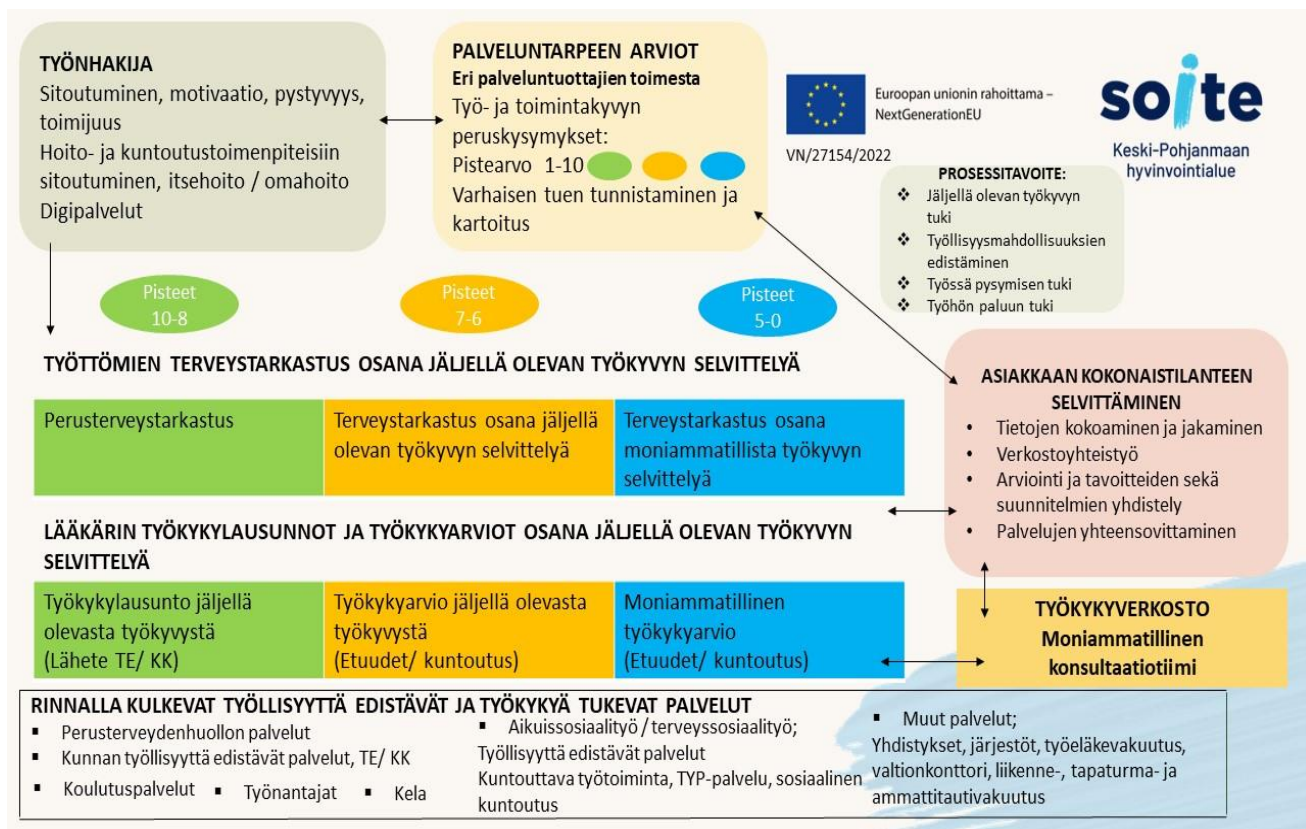 TYÖNHAKIJA
Sitoutuminen, motivaatio, pystyvyys,
toimijuus
Hoito- ja kuntoutustoimenpiteisiin
sitoutuminen, itsehoito / omahoito
Digipalvelut
PALVELUNTARPEEN ARVIOT
Eri palveluntuottajien toimesta
Työ- ja toimintakyvyn
peruskysymykset:
Pistearvo 1-10
Varhaisen tuen tunnistaminen ja
kartoitus
Euroopan unionin rahoittama –
NextGenerationEU
VN/27154/2022
soite
Keski-Pohjanmaan
hyvinvointialue
PROSESSITAVOITE:
❖ Jäljellä olevan työkyvyn
tuki
❖ Työllisyysmahdollisuuksien
edistäminen
❖ Työssä pysymisen tuki
❖ Työhön paluun tuki
Pisteet
10-8
Pisteet
7-6
Pisteet
5-0
TYÖTTÖMIEN TERVEYSTARKASTUS OSANA JÄLJELLÄ OLEVAN TYÖKYVYN SELVITTELYÄ
Perusterveystarkastus
Terveystarkastus osana jäljellä
olevan työkyvyn selvittelyä
Terveystarkastus osana
moniammatillista työkyvyn
selvittelyä
ASIAKKAAN KOKONAISTILANTEEN
SELVITTÄMINEN
• Tietojen kokoaminen ja jakaminen
• Verkostoyhteistyö
• Arviointi ja tavoitteiden sekä
suunnitelmien yhdistely
• Palvelujen yhteensovittaminen
LÄÄKÄRIN TYÖKYKYLAUSUNNOT JA TYÖKYKYARVIOT OSANA JÄLJELLÄ OLEVAN TYÖKYVYN
SELVITTELYÄ
Työkykylausunto jäljellä
olevasta työkyvystä
(Lähete TE/ KK)
Työkykyarvio jäljellä olevasta
työkyvystä
(Etuudet/ kuntoutus)
Moniammatillinen
työkykyarvio
(Etuudet/ kuntoutus)
TYÖKYKYVERKOSTO
Moniammatillinen
konsultaatiotiimi
RINNALLA KULKEVAT TYÖLLISYYTTÄ EDISTÄVÄT JA TYÖKYKYÄ TUKEVAT PALVELUT
▪ Perusterveydenhuollon palvelut
▪ Kunnan työllisyyttä edistävät palvelut, TE/ KK
▪ Koulutuspalvelut ▪ Työnantajat ▪ Kela
▪ Aikuissosiaalityö / terveyssosiaalityö;
Työllisyyttä edistävät palvelut
Kuntouttava työtoiminta, TYP-palvelu, sosiaalinen
kuntoutus
▪ Muut palvelut;
Yhdistykset, järjestöt, työeläkevakuutus,
valtionkonttori, liikenne-, tapaturma- ja
ammattitautivakuutus